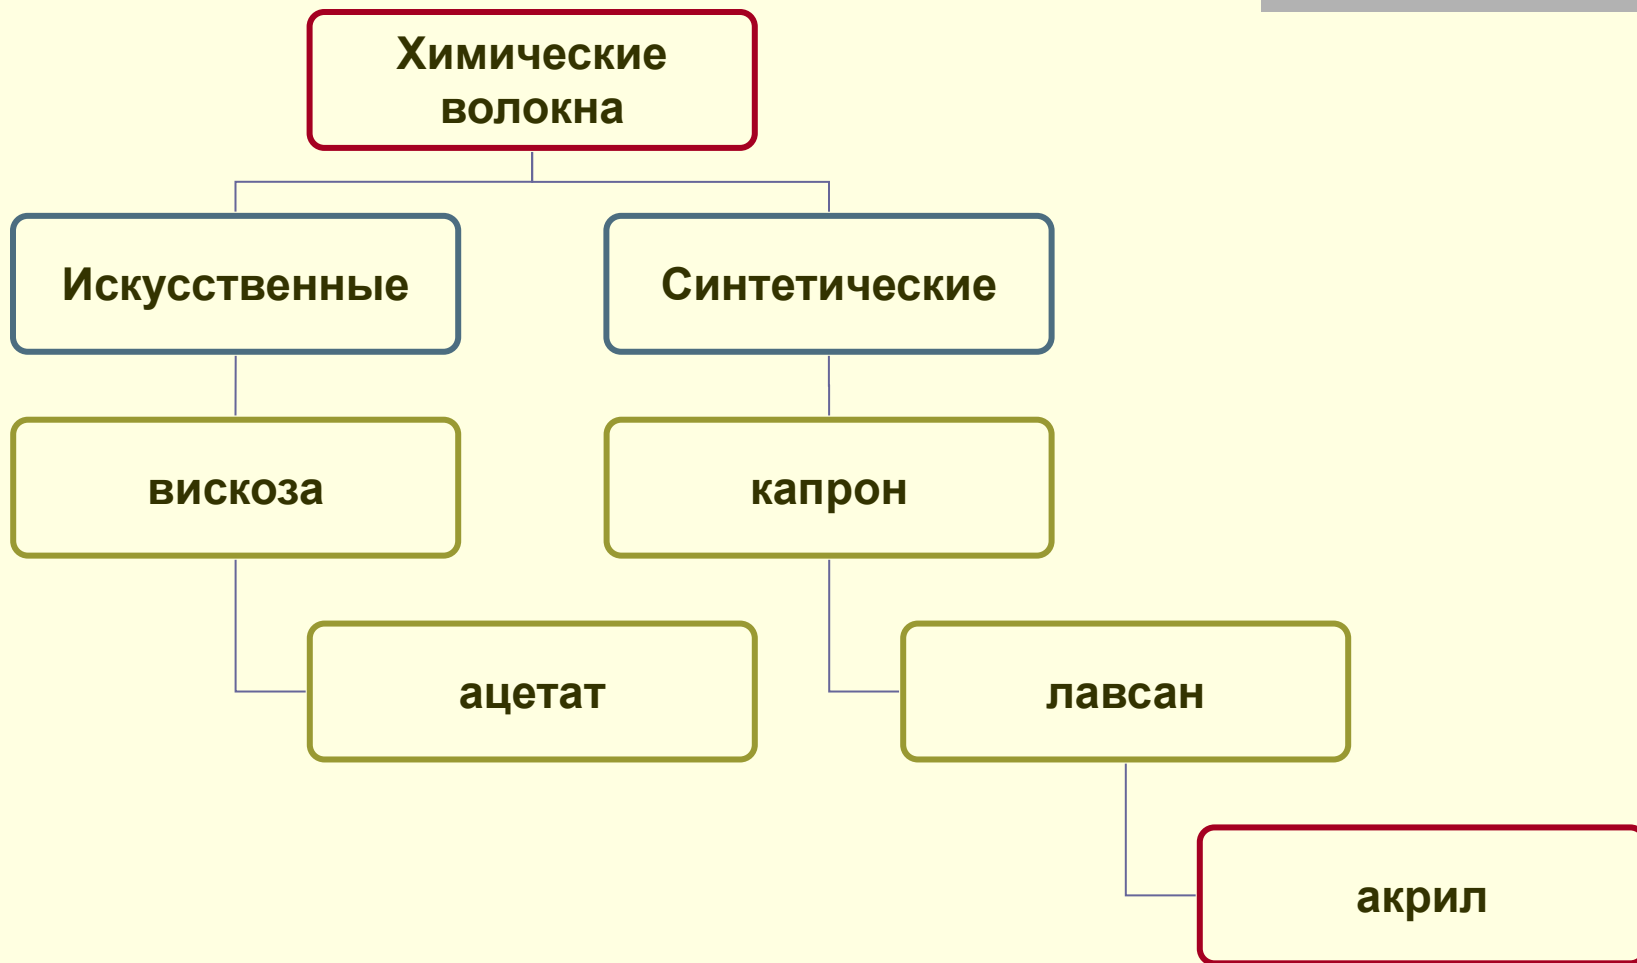 Химические
волокна
Искусственные
Синтетические
вискоза
капрон
ацетат
лавсан
акрил